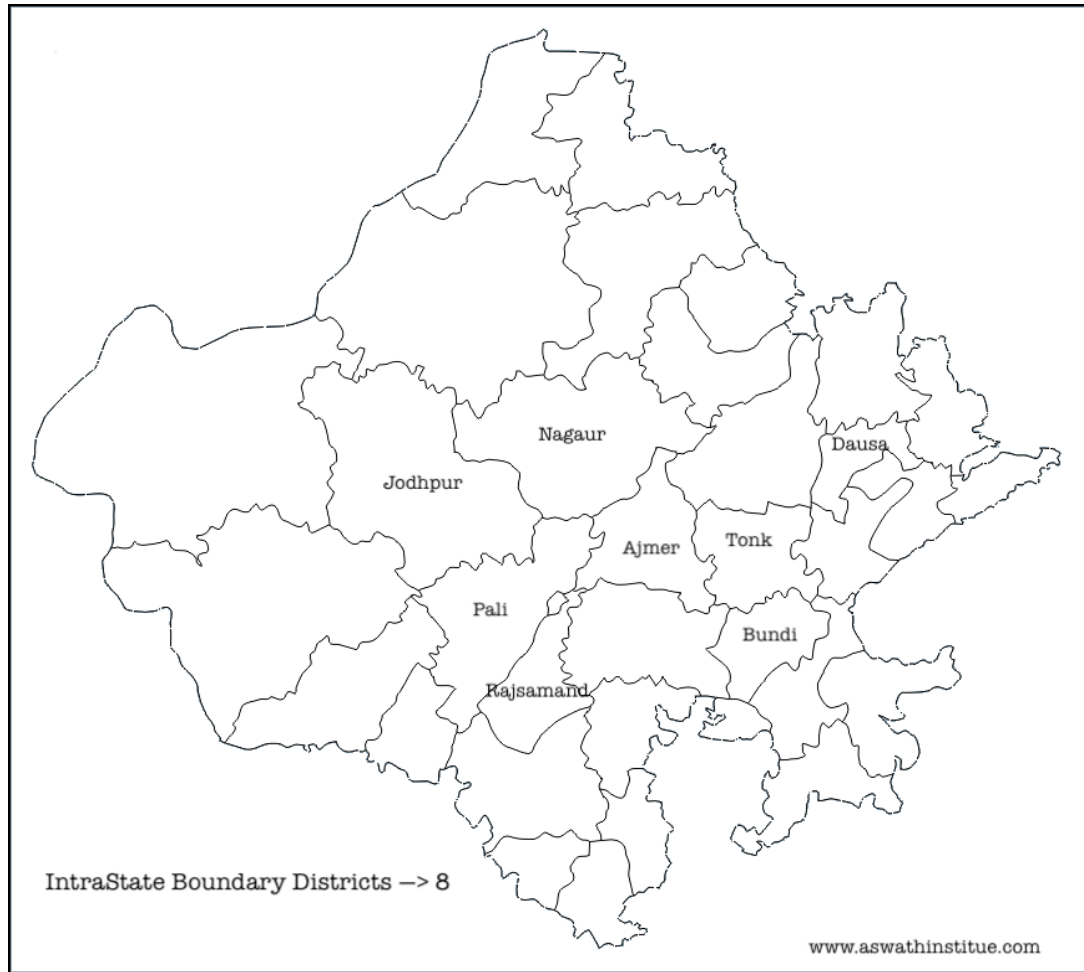 Nagaur
Dausa
Jodhpur
Ajmer
Tonk
Pali
Bundi
Rajsamand
IntraState Boundary Districts —> 8
www.aswathinstitue.com